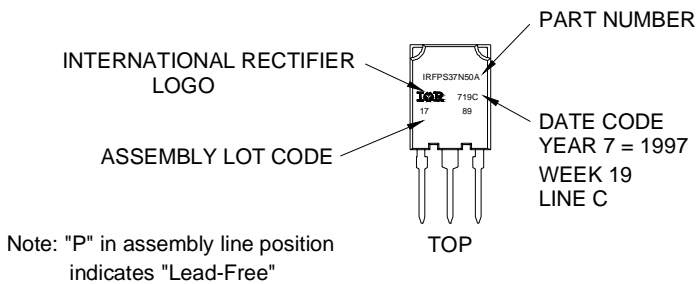 PART NUMBER
INTERNATIONAL RECTIFIER
LOGO
IRFPS37N50A
IOR 719C
17 89
ASSEMBLY LOT CODE
DATE CODE
YEAR 7 = 1997
WEEK 19
LINE C
TOP
Note: "P" in assembly line position
indicates "Lead-Free"